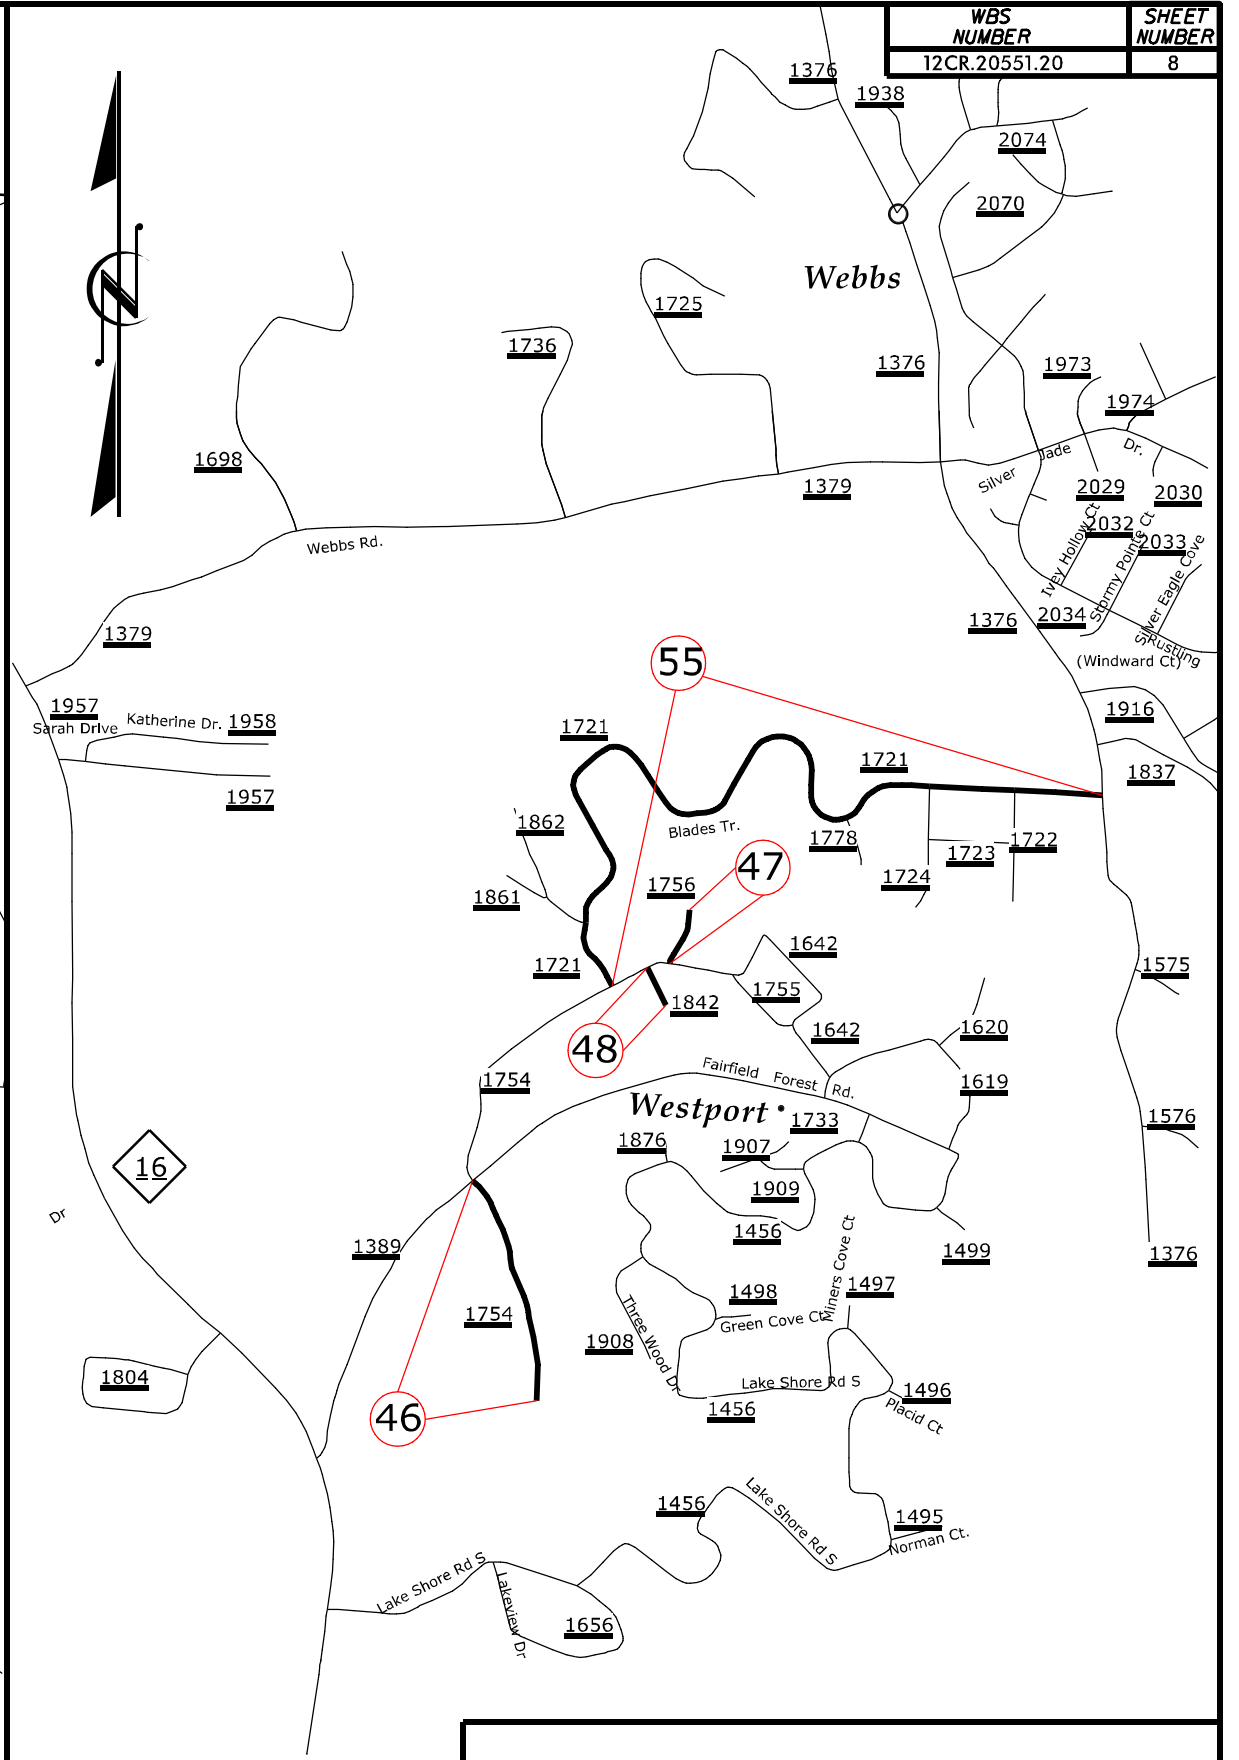 WBS
NUMBER
SHEET
NUMBER
12CR.20551.20
8
1376
1938
2074
2070
Webbs
N
1725
1736
1376
1973
1974
1698
Silver Jade Dr.
1379
2029
2030
2032
2033
Webbs Rd.
Ivey Hollow Ct
Stormy Pointe Ct
Silver Eagle Cove
1379
1376
2034
Rustling
(Windward Ct)
55
1957
Sarah Drive
Katherine Dr.
1958
1916
1721
1721
1837
1957
1862
Blades Tr.
1778
1722
1723
1724
47
1756
1861
1642
1721
1575
1755
1842
1642
1620
48
Fairfield Forest Rd.
1754
1619
Westport
1733
1576
1876
1907
16
1909
Dr
1456
1389
1499
1376
Miners Cove Ct
1497
1498
Green Cove Ct
1754
Three Wood Dr
1908
1804
Lake Shore Rd S
1496
1456
Placid Ct
46
1456
Lake Shore Rd S
1495
Norman Ct.
Lake Shore Rd S
Lakeview Dr
1656